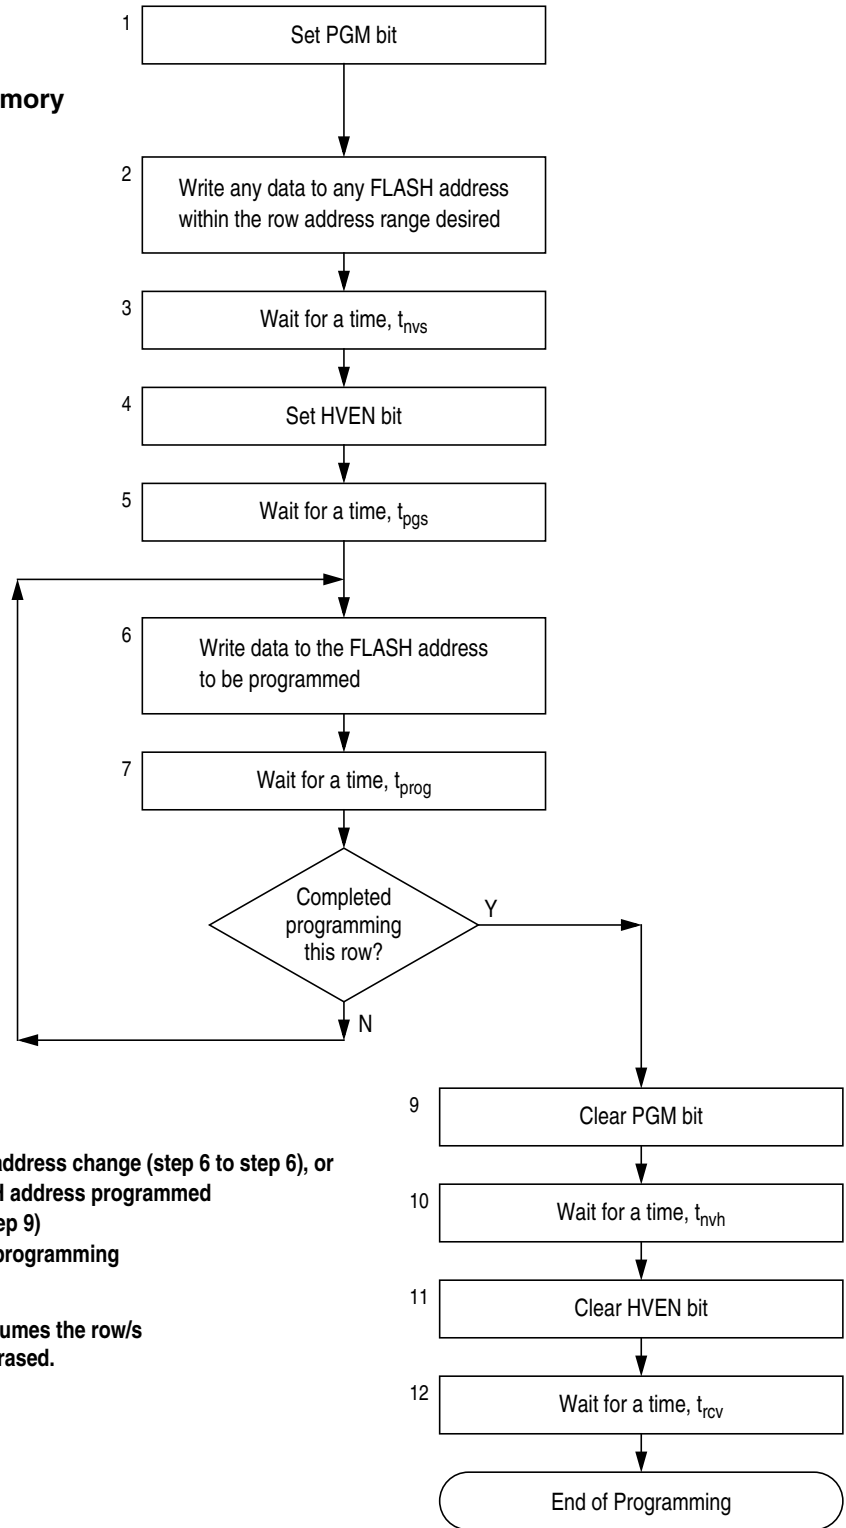 1
Set PGM bit
mory
2
Write any data to any FLASH address
within the row address range desired
3
Wait for a time, tnvs
4
Set HVEN bit
5
Wait for a time, tpgs
6
Write data to the FLASH address
to be programmed
7
Wait for a time, tprog
Completed
programming
this row?
Y
N
9
Clear PGM bit
address change (step 6 to step 6), or
H address programmed
ep 9)
programming
10
Wait for a time, tnvh
11
Clear HVEN bit
umes the row/s
rased.
12
Wait for a time, trcv
End of Programming